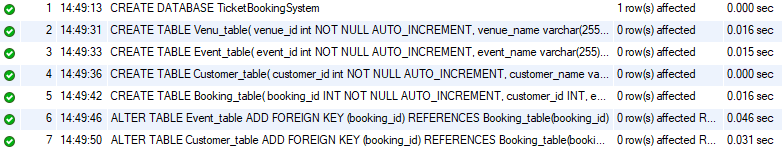 1 14:49:13 CREATE DATABASE TicketBookingSystem 1 row(s) affected 0.000 sec
2 14:49:31 CREATE TABLE Venu_table( venue_id int NOT NULL AUTO_INCREMENT, venue_name varchar(255... 0 row(s) affected 0.016 sec
3 14:49:33 CREATE TABLE Event_table( event_id int NOT NULL AUTO_INCREMENT, event_name varchar(255)... 0 row(s) affected 0.015 sec
4 14:49:36 CREATE TABLE Customer_table( customer_id int NOT NULL AUTO_INCREMENT, customer_name va... 0 row(s) affected 0.000 sec
5 14:49:42 CREATE TABLE Booking_table( booking_id INT NOT NULL AUTO_INCREMENT, customer_id INT, e... 0 row(s) affected 0.016 sec
6 14:49:46 ALTER TABLE Event_table ADD FOREIGN KEY (booking_id) REFERENCES Booking_table(booking_id) 0 row(s) affected R... 0.046 sec
7 14:49:50 ALTER TABLE Customer_table ADD FOREIGN KEY (booking_id) REFERENCES Booking_table(booki... 0 row(s) affected R... 0.031 sec